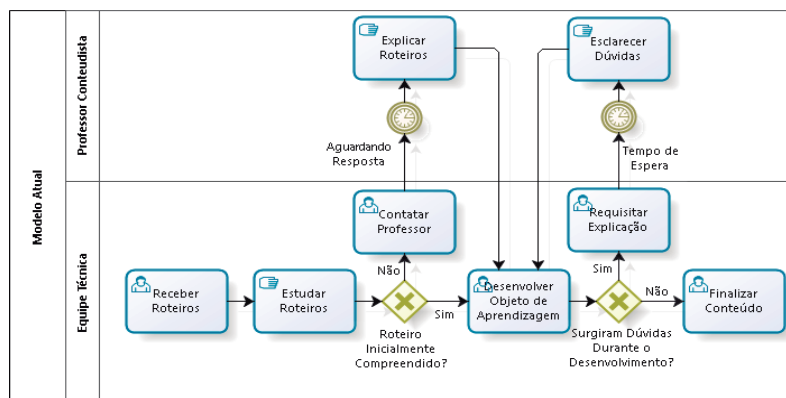 Modelo Atual
Professor Conteudista
Explicar
Roteiros
Esclarecer
Dúvidas
Aguardando
Resposta
Tempo de
Espera
Equipe Técnica
Contatar
Professor
Requisitar
Explicação
Não
Sim
Receber
Roteiros
Estudar
Roteiros
Sim
Desenvolver
Objeto de
Aprendizagem
Não
Finalizar
Conteúdo
Roteiro
Inicialmente
Compreendido?
Surgiram Dúvidas
Durante o
Desenvolvimento?